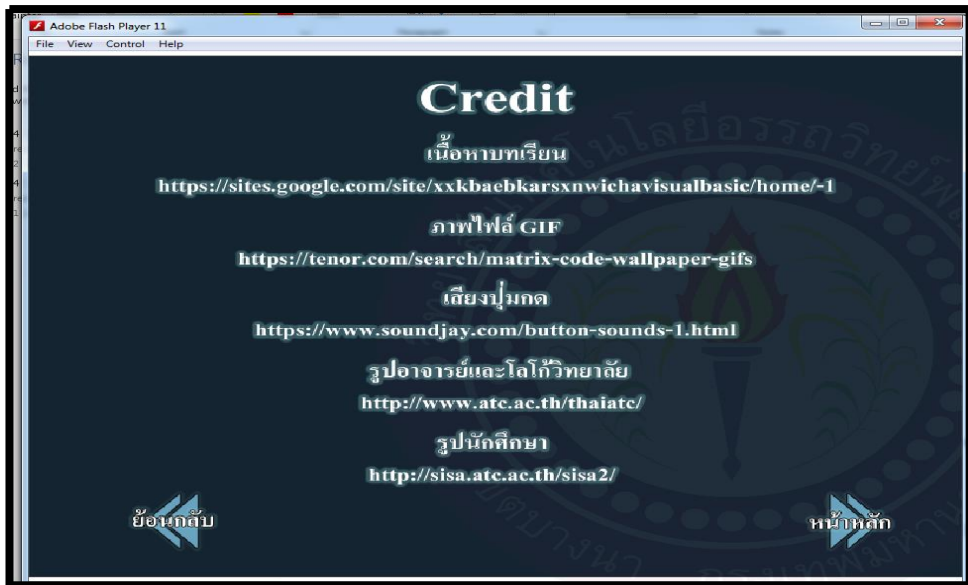 Adobe Flash Player 11
File View Control Help
Credit
เนื้อหาบทเรียน
https://sites.google.com/site/xxkbaebkarsxnwichavisualbasic/home/-1
ภาพไฟล์ GIF
https://tenor.com/search/matrix-code-wallpaper-gifs
เสียงปุ่มกด
https://www.soundjay.com/button-sounds-1.html
รูปอาจารย์และโลโก้วิทยาลัย
http://www.atc.ac.th/thaiatc/
รูปนักศึกษา
http://sisa.atc.ac.th/sisa2/
ย้อนกลับ
หน้าหลัก